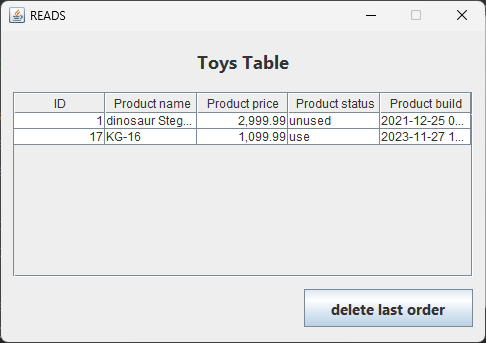 READS
Toys Table
ID Product name Product price Product status Product build
1 dinosaur Steg... 2,999.99 unused 2021-12-25 0...
17 KG-16 1,099.99 use 2023-11-27 1...
delete last order